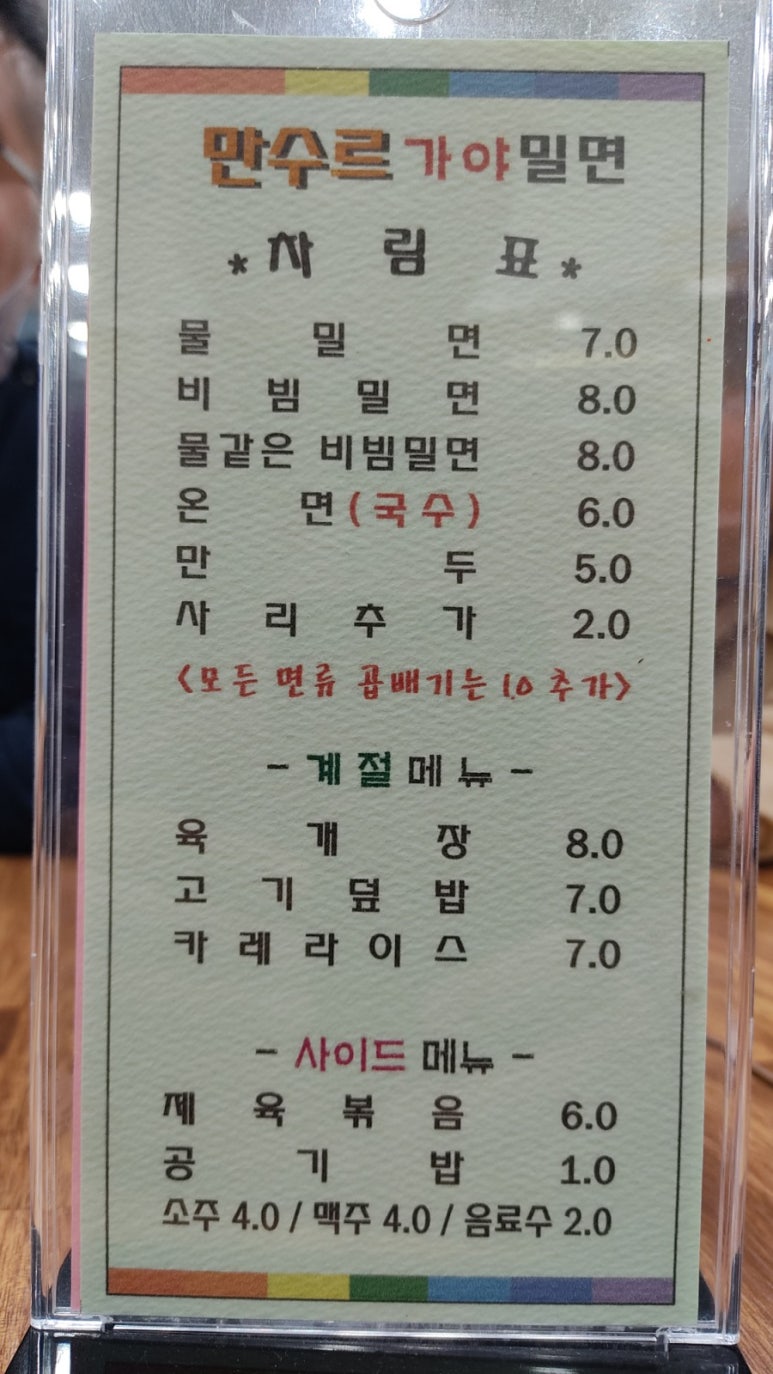 만수르 가야밀면
* 차 림 표 *
물 밀 면 7.0
비 빔 밀 면 8.0
물같은 비빔밀면 8.0
온 면 (국수) 6.0
만 두 5.0
사 리 추 가 2.0
<모든 면류 곱배기는 1.0 추가>
- 계절 메뉴 -
육 개 장 8.0
고 기 덮 밥 7.0
카 레 라 이 스 7.0
- 사이드 메뉴 -
제 육 볶 음 6.0
공 기 밥 1.0
소주 4.0 / 맥주 4.0 / 음료수 2.0